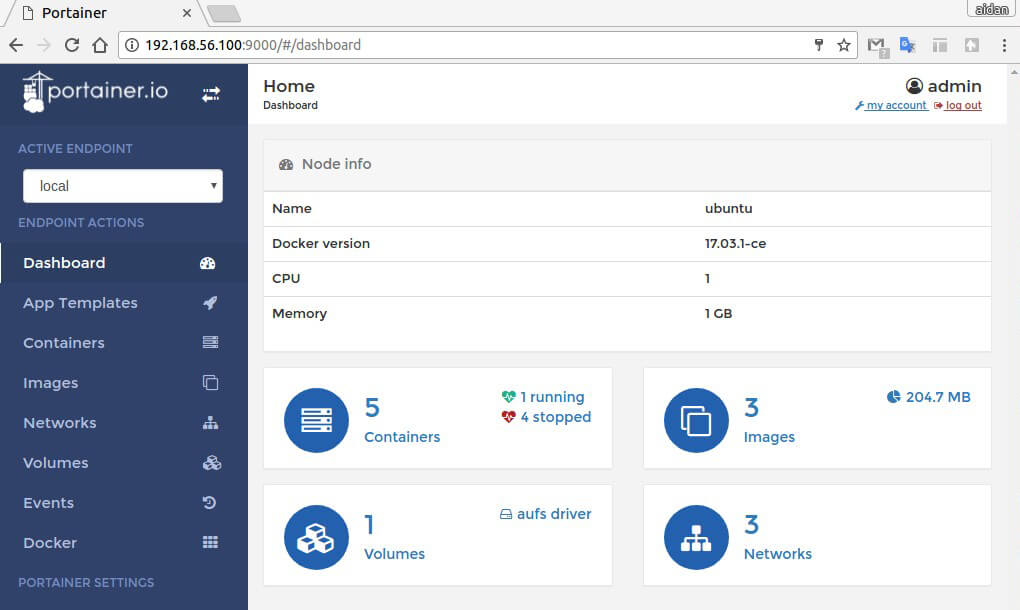 Portainer
aidan
192.168.56.100:9000/#/dashboard
portainer.io
Home
admin
Dashboard
my account
log out
ACTIVE ENDPOINT
local
ENDPOINT ACTIONS
Dashboard
App Templates
Containers
Images
Networks
Volumes
Events
Docker
PORTAINER SETTINGS
Node info
Name ubuntu
Docker version 17.03.1-ce
CPU 1
Memory 1 GB
5
Containers
1 running
4 stopped
3
Images
204.7 MB
1
Volumes
aufs driver
3
Networks